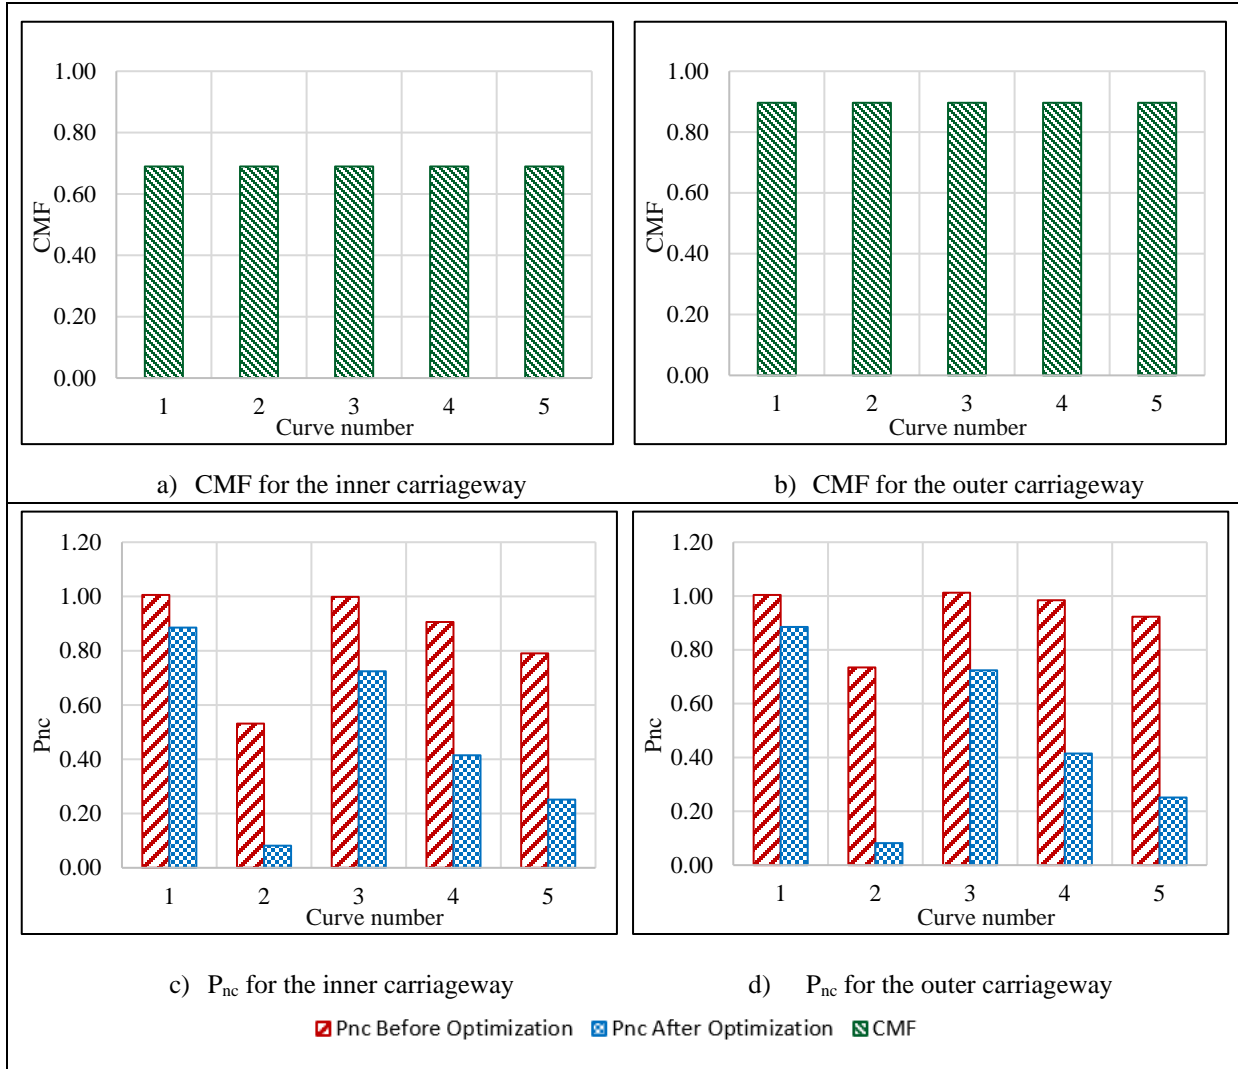 1.00
0.80
0.60
0.40
0.20
0.00
CMF
1 2 3 4 5
Curve number
a) CMF for the inner carriageway
1.00
0.80
0.60
0.40
0.20
0.00
CMF
1 2 3 4 5
Curve number
b) CMF for the outer carriageway
1.20
1.00
0.80
0.60
0.40
0.20
0.00
Pnc
1 2 3 4 5
Curve number
c) Pnc for the inner carriageway
1.20
1.00
0.80
0.60
0.40
0.20
0.00
Pnc
1 2 3 4 5
Curve number
d) Pnc for the outer carriageway
Pnc Before Optimization Pnc After Optimization CMF